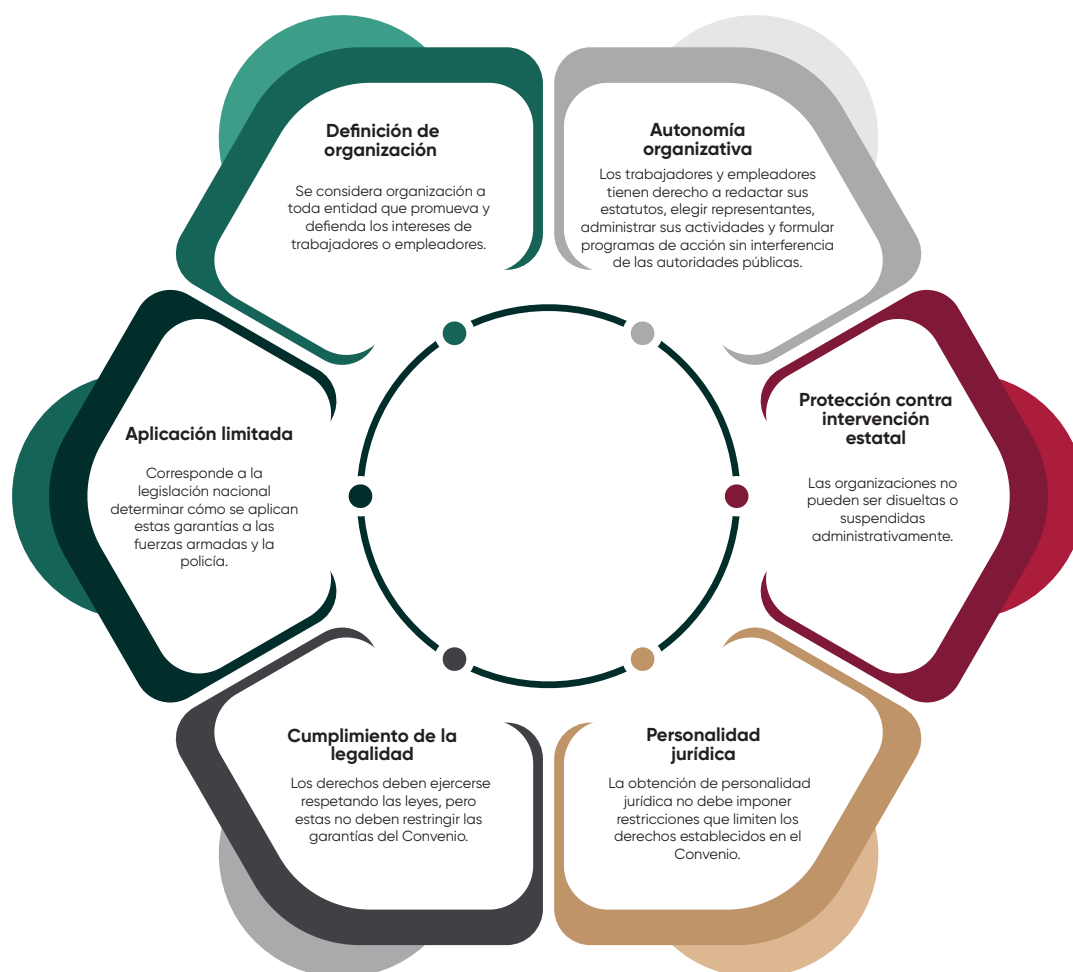 Definición de
organización
Se considera organización a
toda entidad que promueva y
defienda los intereses de
trabajadores o empleadores.
Autonomía
organizativa
Los trabajadores y empleadores
tienen derecho a redactar sus
estatutos, elegir representantes,
administrar sus actividades y formular
programas de acción sin interferencia
de las autoridades públicas.
Protección contra
intervención
estatal
Las organizaciones no
pueden ser disueltas o
suspendidas
administrativamente.
Personalidad
jurídica
La obtención de personalidad
jurídica no debe imponer
restricciones que limiten los
derechos establecidos en el
Convenio.
Cumplimiento de la
legalidad
Los derechos deben ejercerse
respetando las leyes, pero
estas no deben restringir las
garantías del Convenio.
Aplicación limitada
Corresponde a la
legislación nacional
determinar cómo se aplican
estas garantías a las
fuerzas armadas y la
policía.